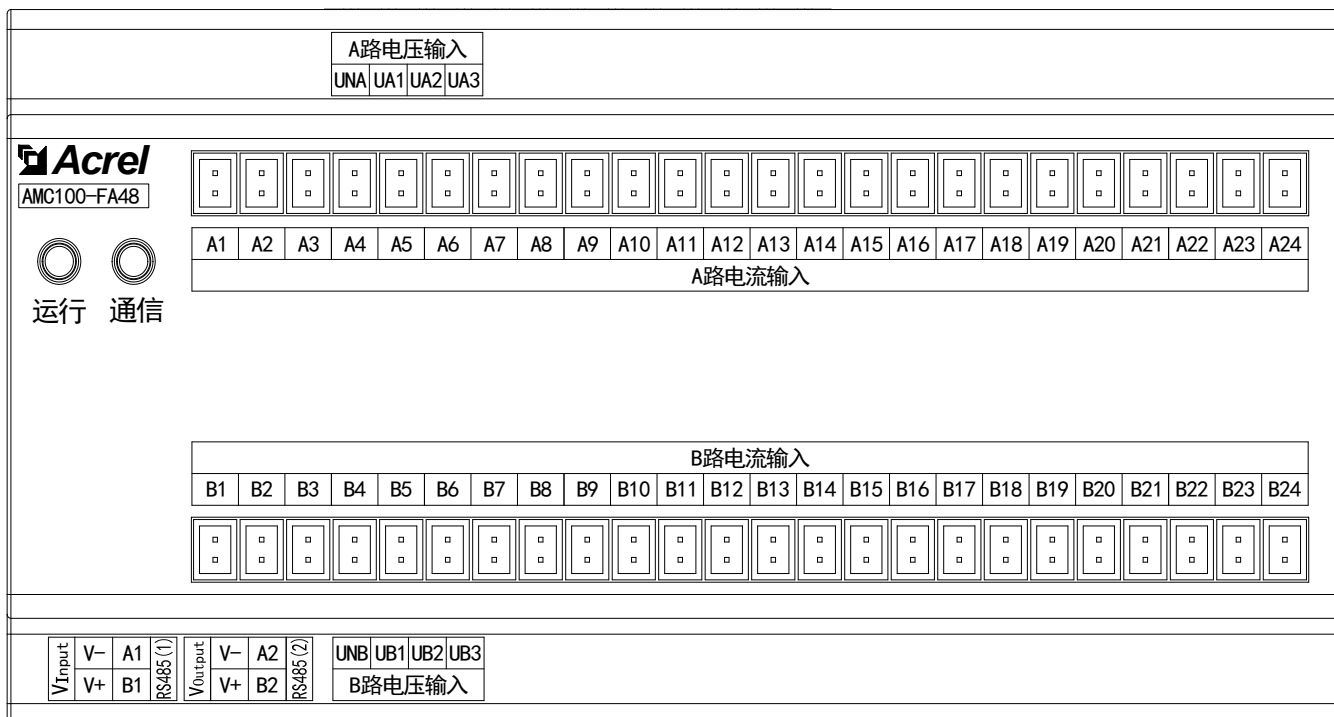 A路电压输入
UNA UA1 UA2 UA3
Acrel
AMC100-FA48
A1 A2 A3 A4 A5 A6 A7 A8 A9 A10 A11 A12 A13 A14 A15 A16 A17 A18 A19 A20 A21 A22 A23 A24
A路电流输入
运行 通信
B路电流输入
B1 B2 B3 B4 B5 B6 B7 B8 B9 B10 B11 B12 B13 B14 B15 B16 B17 B18 B19 B20 B21 B22 B23 B24
VInput V- A1 RS485(1) VOutput V- A2 RS485(2) UNB UB1 UB2 UB3
V+ B1 V+ B2 B路电压输入